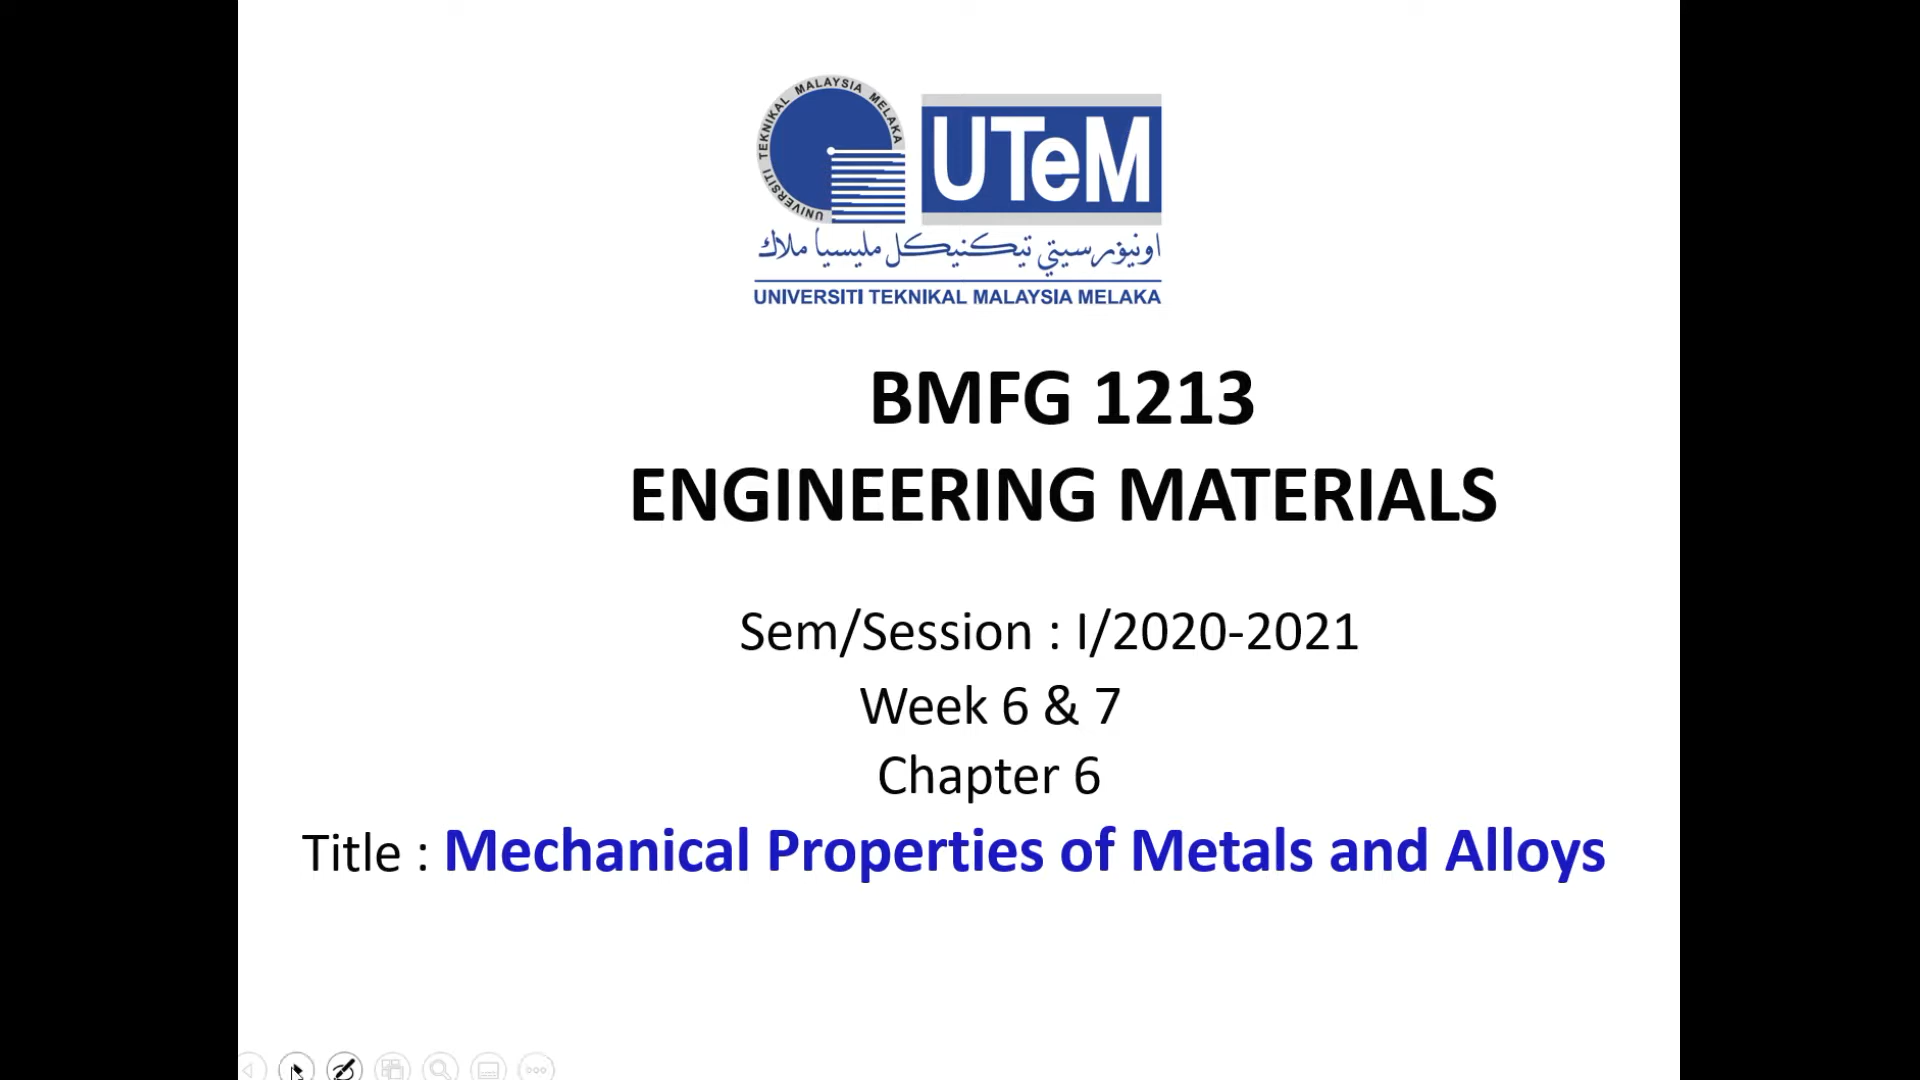 UNIVERSITI TEKNIKAL MALAYSIA MELAKA
UTeM
اونيۏرسيتي تيکنيکل مليسيا ملاك
UNIVERSITI TEKNIKAL MALAYSIA MELAKA
BMFG 1213
ENGINEERING MATERIALS
Sem/Session : I/2020-2021
Week 6 & 7
Chapter 6
Title : Mechanical Properties of Metals and Alloys